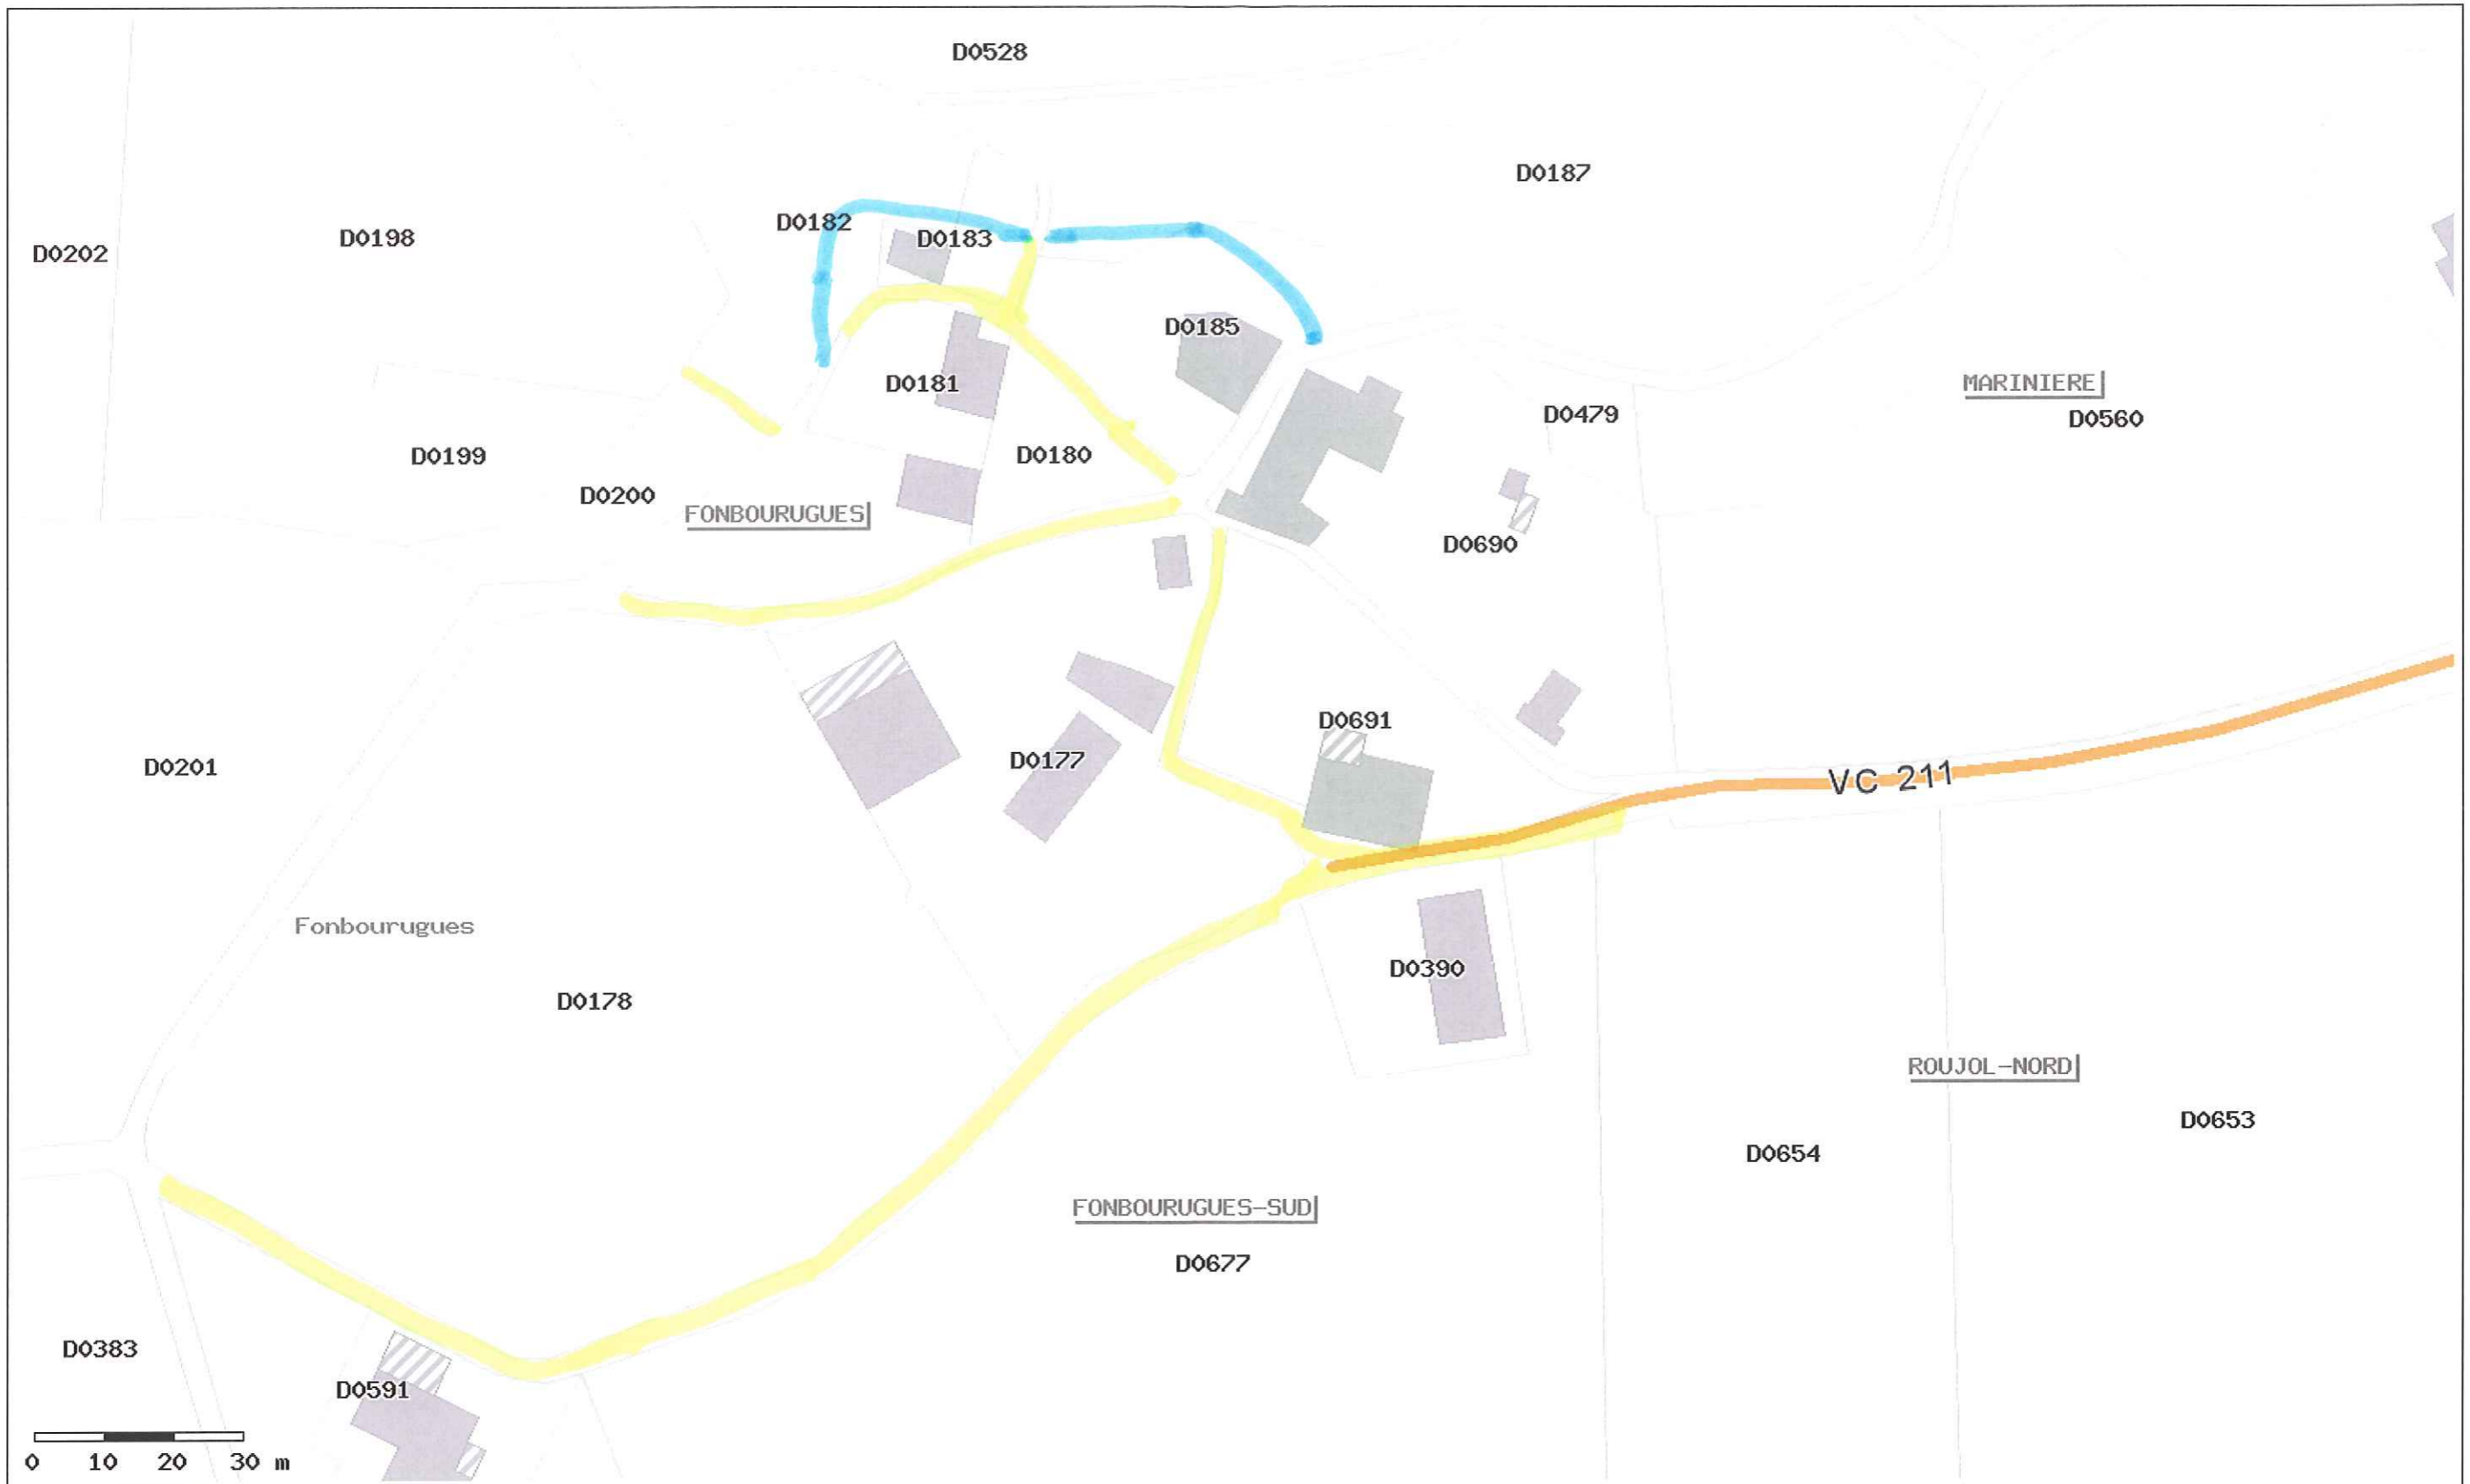 D0528
D0187
D0182
D0183
D0198
D0202
D0185
D0181
MARINIERE
D0479
D0560
D0199
D0180
D0200
FONBOURUGUES
D0690
D0691
D0177
D0201
VC 211
Fonbourugues
D0390
D0178
ROUJOL-NORD
D0653
D0654
FONBOURUGUES-SUD
D0677
D0383
D0591
0 10 20 30 m